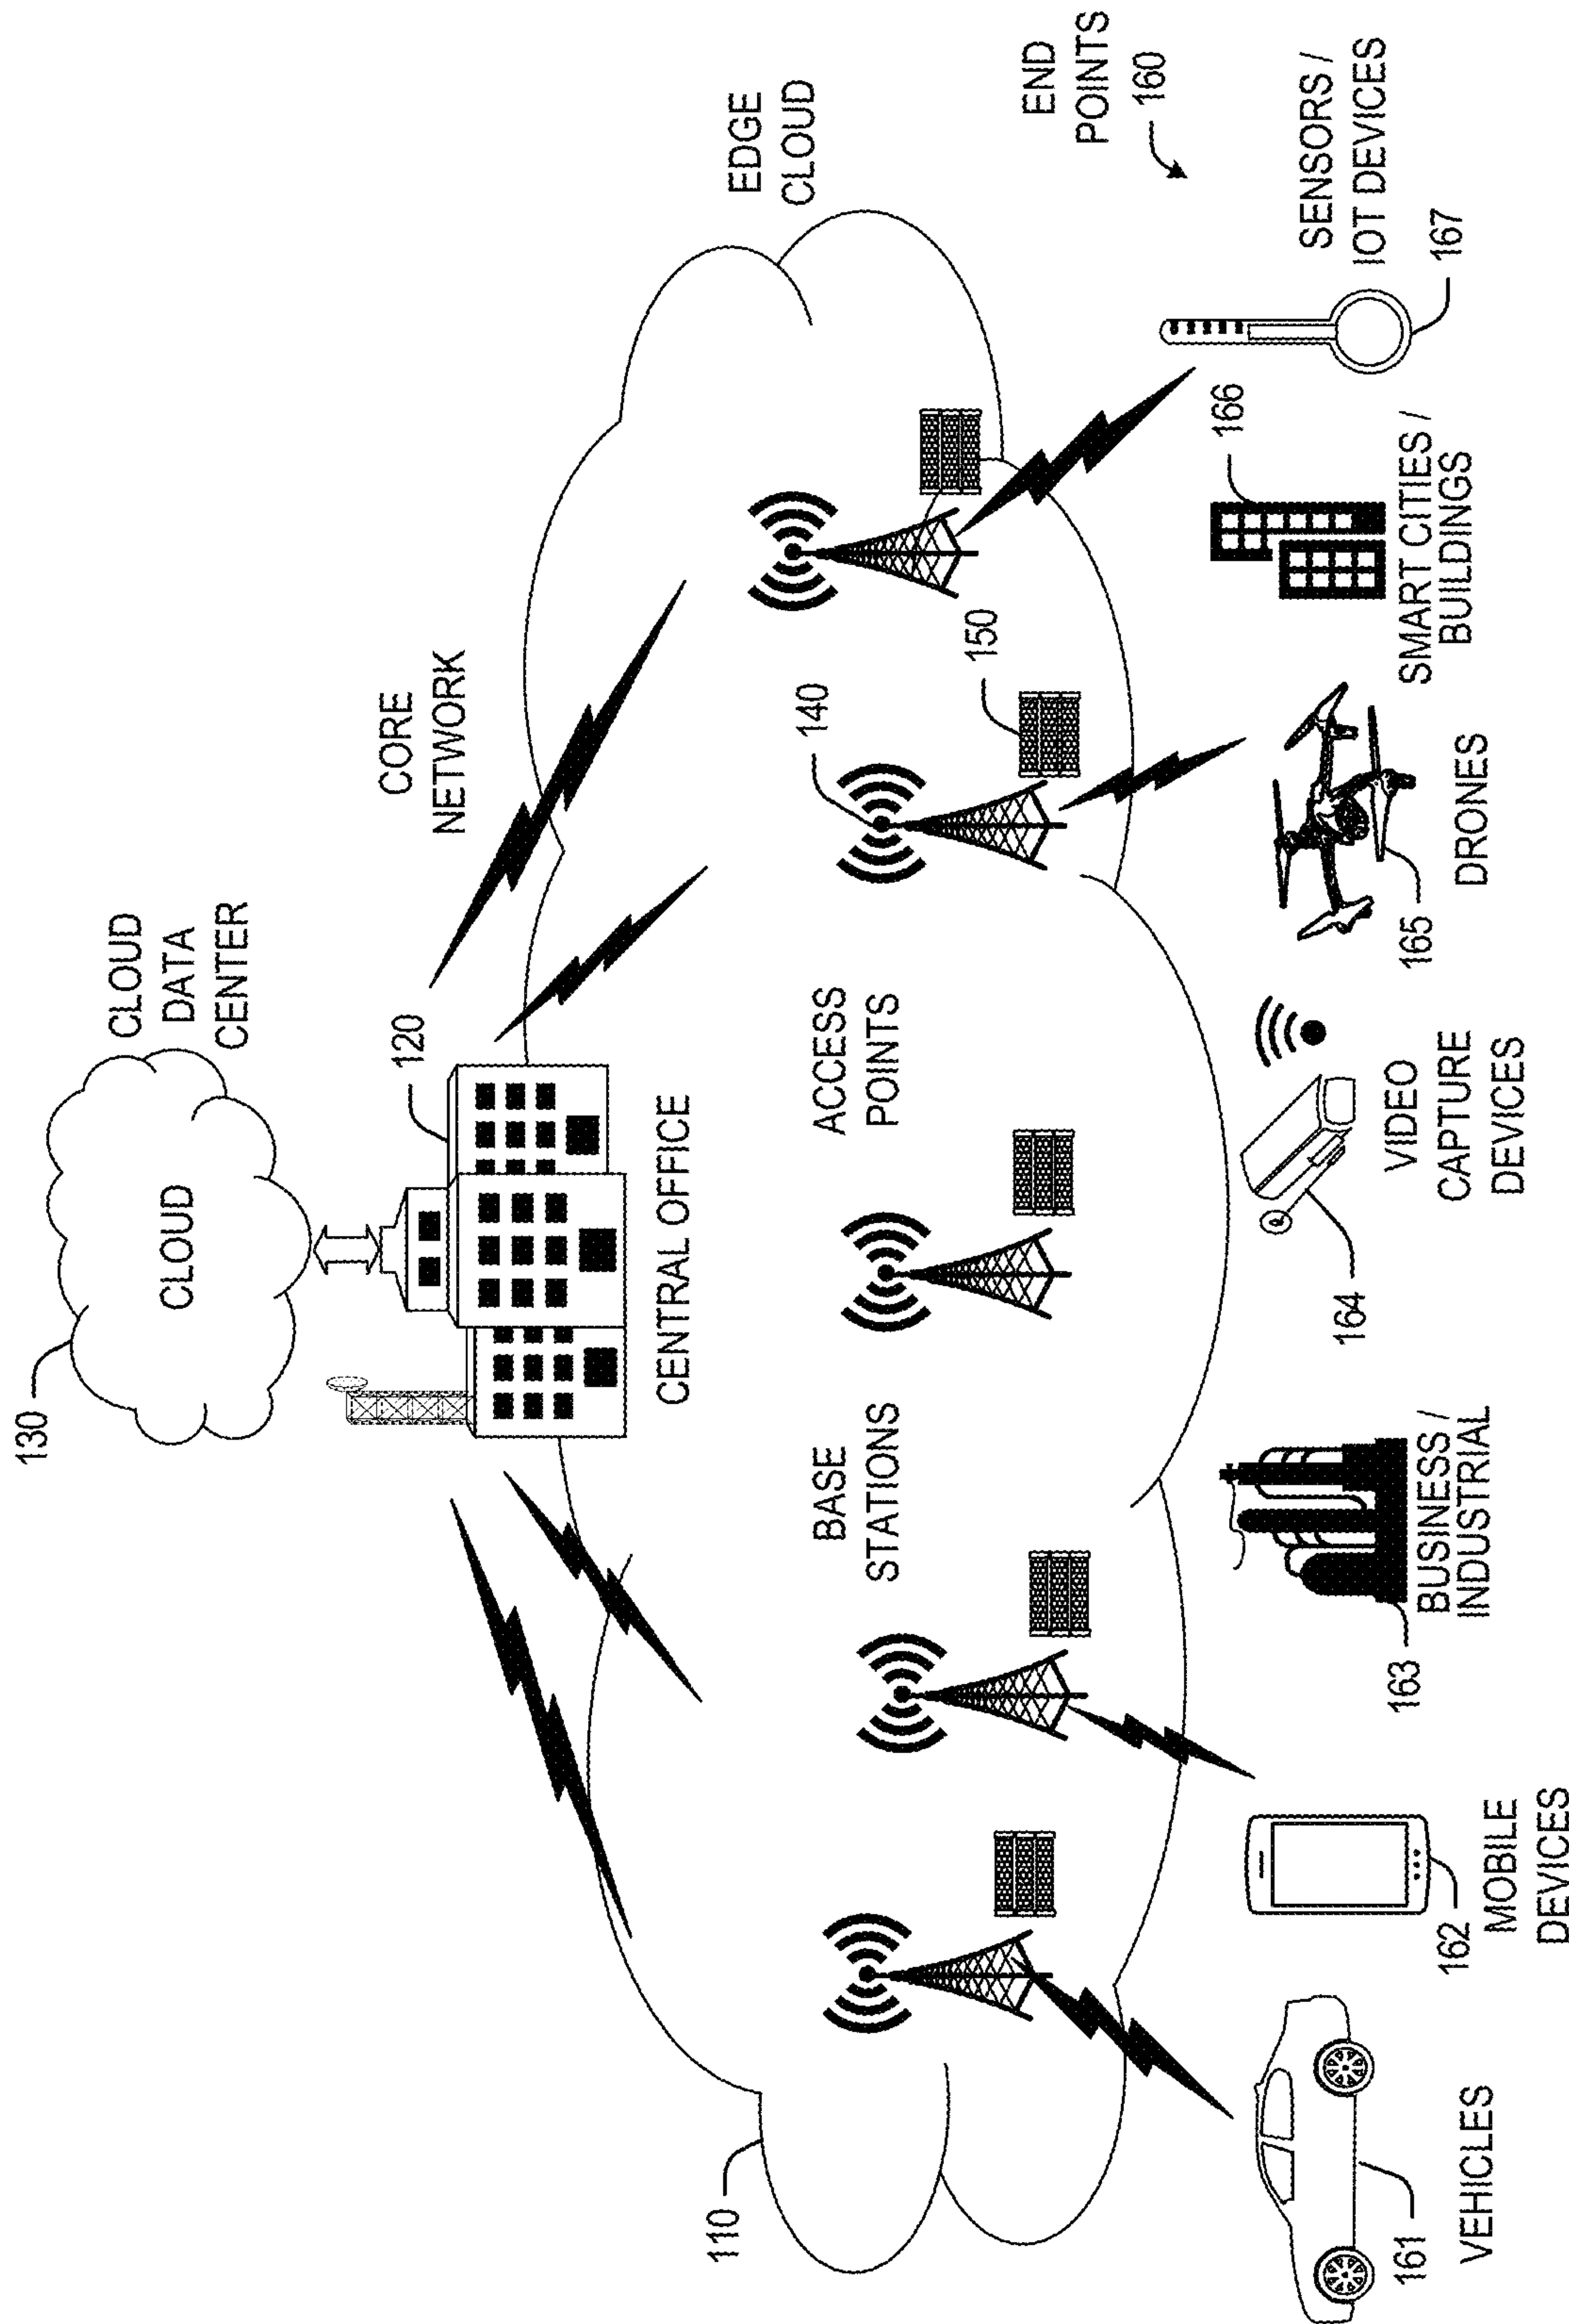 130
CLOUD
CLOUD
DATA
CENTER
120
CENTRAL OFFICE
CORE
NETWORK
EDGE
CLOUD
110
BASE
STATIONS
ACCESS
POINTS
140
150
END
POINTS
160
161
VEHICLES
162
MOBILE
DEVICES
163
BUSINESS /
INDUSTRIAL
164
VIDEO
CAPTURE
DEVICES
165
DRONES
166
SMART CITIES /
BUILDINGS
SENSORS /
IOT DEVICES
167